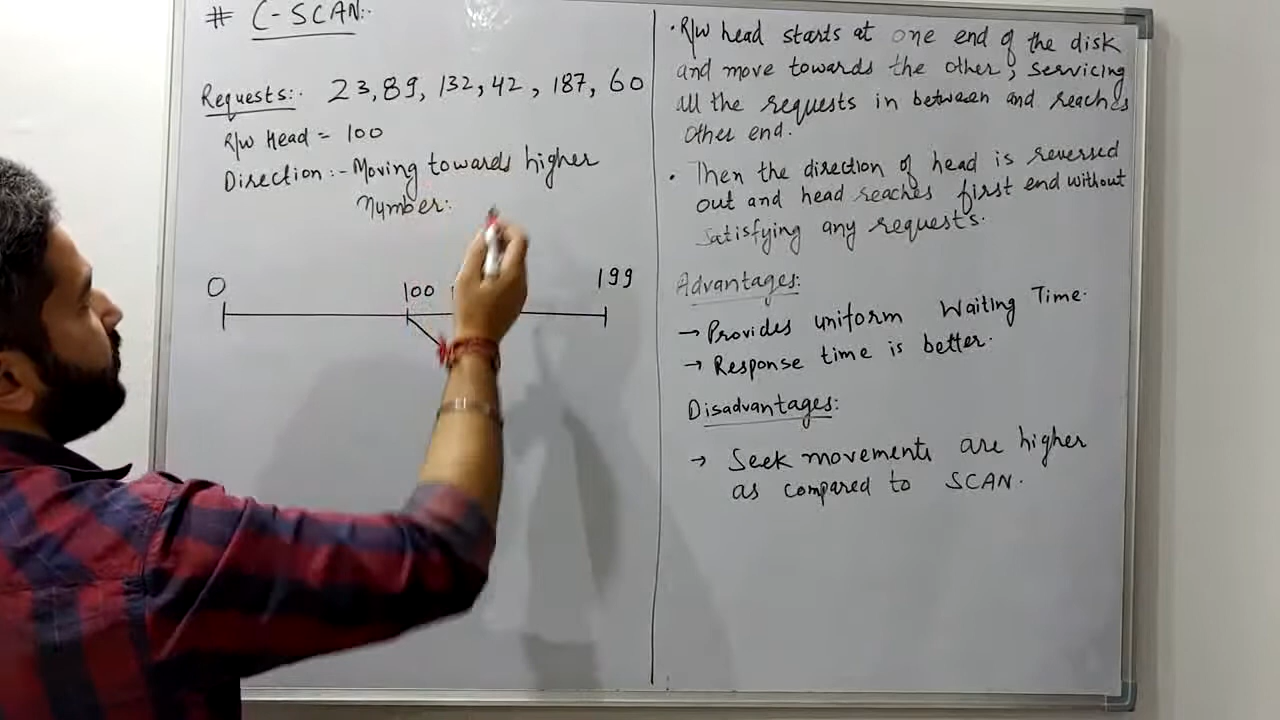 # C-SCAN:-
Requests:- 23, 89, 132, 42, 187, 60
R/W Head = 100
Direction:- Moving towards higher
Number:
0 100 199
• R/W head starts at one end of the disk
and move towards the other, servicing
all the requests in between and reaches
other end.
• Then the direction of head is reversed
out and head reaches first end without
satisfying any requests.
Advantages:
→ Provides uniform Waiting Time.
→ Response time is better.
Disadvantages:
→ Seek movements are higher
as compared to SCAN.